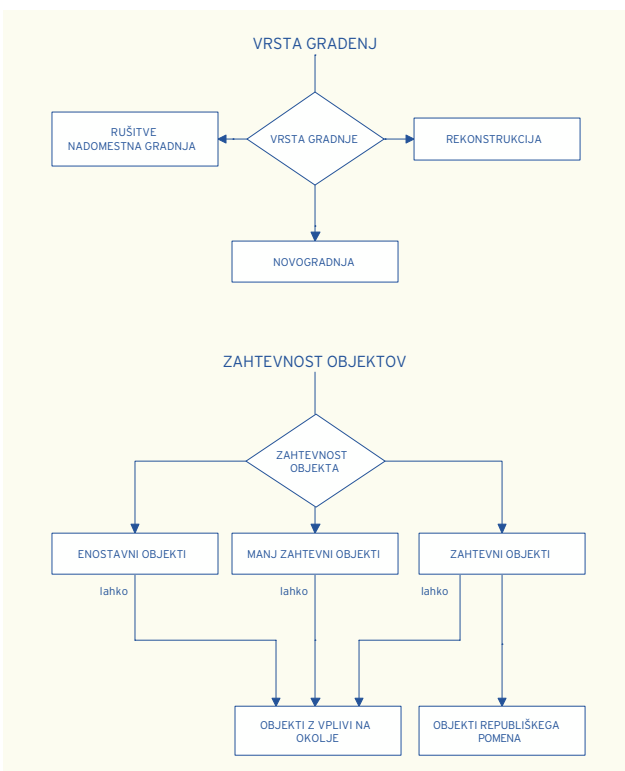 VRSTA GRADENJ
RUŠITVE
NADOMESTNA GRADNJA
VRSTA GRADNJE
REKONSTRUKCIJA
NOVOGRADNJA
ZAHTEVNOST OBJEKTOV
ZAHTEVNOST
OBJEKTA
ENOSTAVNI OBJEKTI
MANJ ZAHTEVNI OBJEKTI
ZAHTEVNI OBJEKTI
lahko
lahko
lahko
OBJEKTI Z VPLIVI NA
OKOLJE
OBJEKTI REPUBLIŠKEGA
POMENA